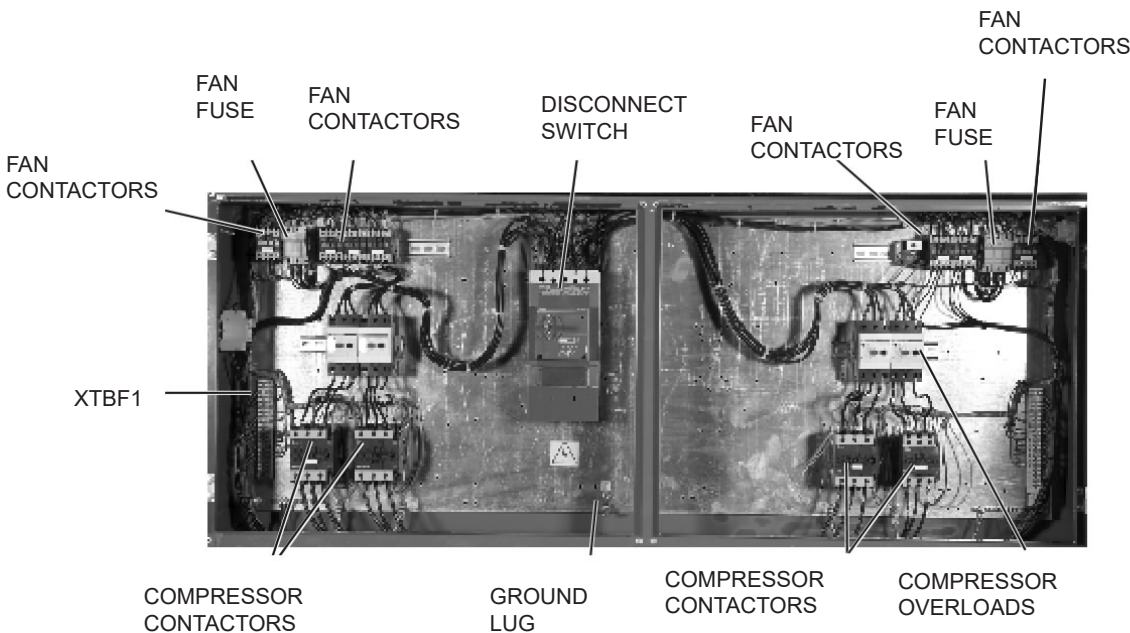 FAN
CONTACTORS
FAN
FUSE
FAN
CONTACTORS
DISCONNECT
SWITCH
FAN
CONTACTORS
FAN
FUSE
FAN
CONTACTORS
XTBF1
COMPRESSOR
CONTACTORS
GROUND
LUG
COMPRESSOR
CONTACTORS
COMPRESSOR
OVERLOADS